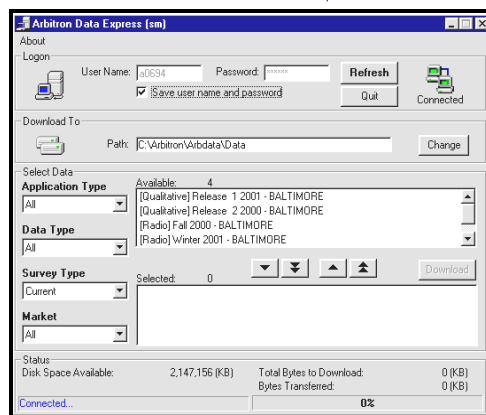 Arbitron Data Express (sm)
About
Logon
User Name: a0694 Password: ******
Save user name and password
Refresh
Quit
Connected
Download To
Path: C:\Arbitron\Arbdata\Data
Change
Select Data
Application Type
All
Data Type
All
Survey Type
Current
Market
All
Available: 4
[Qualitative] Release 1 2001 - BALTIMORE
[Qualitative] Release 2 2000 - BALTIMORE
[Radio] Fall 2000 - BALTIMORE
[Radio] Winter 2001 - BALTIMORE
Selected: 0
Download
Status
Disk Space Available: 2,147,156 (KB)
Total Bytes to Download: 0 (KB)
Bytes Transferred: 0 (KB)
Connected...
0%